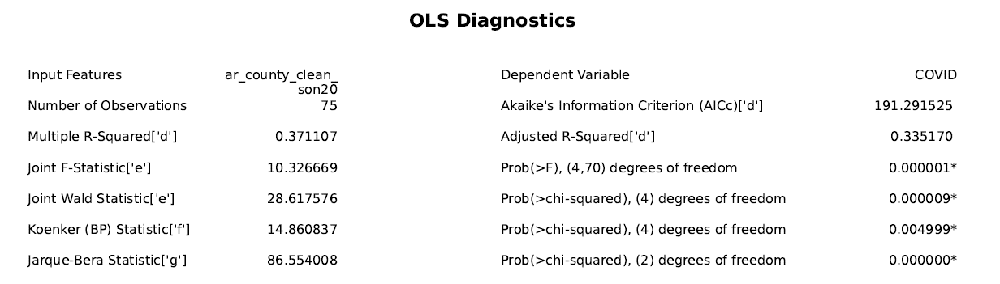 OLS Diagnostics
Input Features ar_county_clean_ Dependent Variable COVID
son20
Number of Observations 75 Akaike's Information Criterion (AICc)['d'] 191.291525
Multiple R-Squared['d'] 0.371107 Adjusted R-Squared['d'] 0.335170
Joint F-Statistic['e'] 10.326669 Prob(>F), (4,70) degrees of freedom 0.000001*
Joint Wald Statistic['e'] 28.617576 Prob(>chi-squared), (4) degrees of freedom 0.000009*
Koenker (BP) Statistic['f'] 14.860837 Prob(>chi-squared), (4) degrees of freedom 0.004999*
Jarque-Bera Statistic['g'] 86.554008 Prob(>chi-squared), (2) degrees of freedom 0.000000*